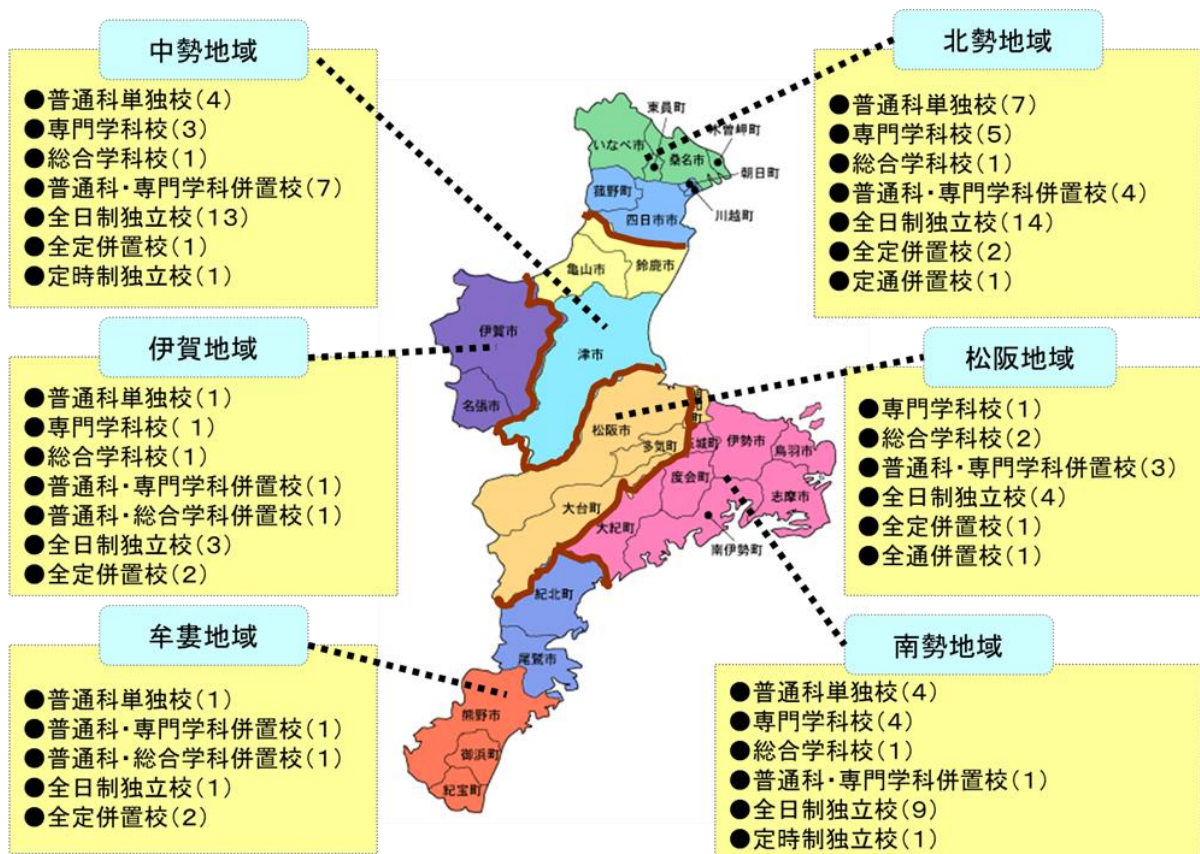 中勢地域
●普通科単独校(4)
●専門学科校(3)
●総合学科校(1)
●普通科・専門学科併置校(7)
●全日制独立校(13)
●全定併置校(1)
●定時制独立校(1)
北勢地域
●普通科単独校(7)
●専門学科校(5)
●総合学科校(1)
●普通科・専門学科併置校(4)
●全日制独立校(14)
●全定併置校(2)
●定通併置校(1)
伊賀地域
●普通科単独校(1)
●専門学科校( 1)
●総合学科校(1)
●普通科・専門学科併置校(1)
●普通科・総合学科併置校(1)
●全日制独立校(3)
●全定併置校(2)
松阪地域
●専門学科校(1)
●総合学科校(2)
●普通科・専門学科併置校(3)
●全日制独立校(4)
●全定併置校(1)
●全通併置校(1)
牟婁地域
●普通科単独校(1)
●普通科・専門学科併置校(1)
●普通科・総合学科併置校(1)
●全日制独立校(1)
●全定併置校(2)
南勢地域
●普通科単独校(4)
●専門学科校(4)
●総合学科校(1)
●普通科・専門学科併置校(1)
●全日制独立校(9)
●定時制独立校(1)
東員町
木曽岬町
いなべ市
桑名市
朝日町
菰野町
川越町
四日市市
亀山市
鈴鹿市
伊賀市
津市
名張市
松阪市
多気町
伊勢市
鳥羽市
度会町
志摩市
大台町
大紀町
南伊勢町
紀北町
尾鷲市
熊野市
御浜町
紀宝町